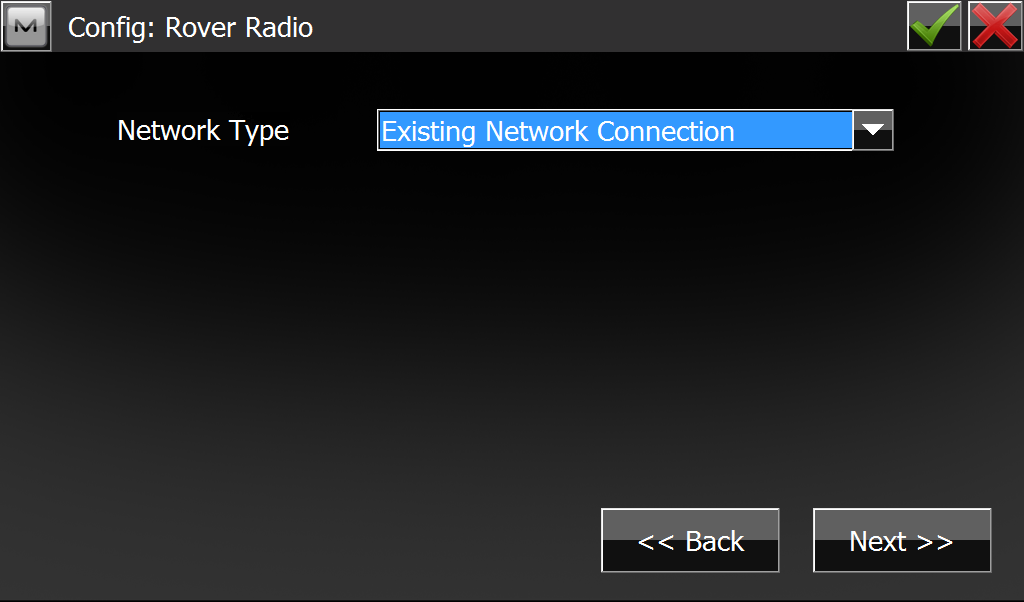 M
Config: Rover Radio
Network Type
Existing Network Connection
<< Back
Next >>